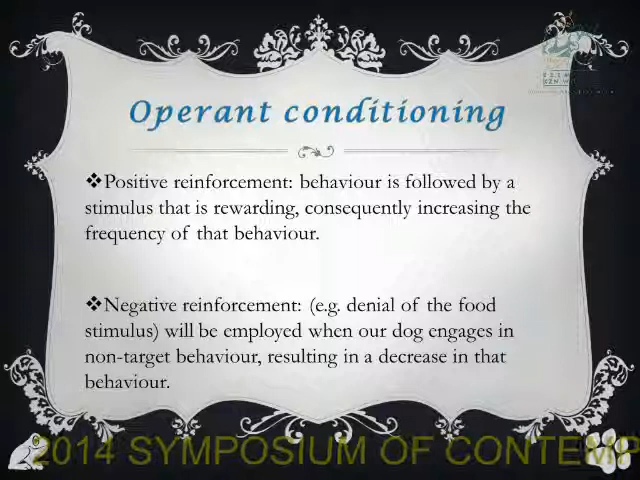 Operant conditioning
❖Positive reinforcement: behaviour is followed by a
stimulus that is rewarding, consequently increasing the
frequency of that behaviour.
❖Negative reinforcement: (e.g. denial of the food
stimulus) will be employed when our dog engages in
non-target behaviour, resulting in a decrease in that
behaviour.
2014 SYMPOSIUM OF CONTEMP